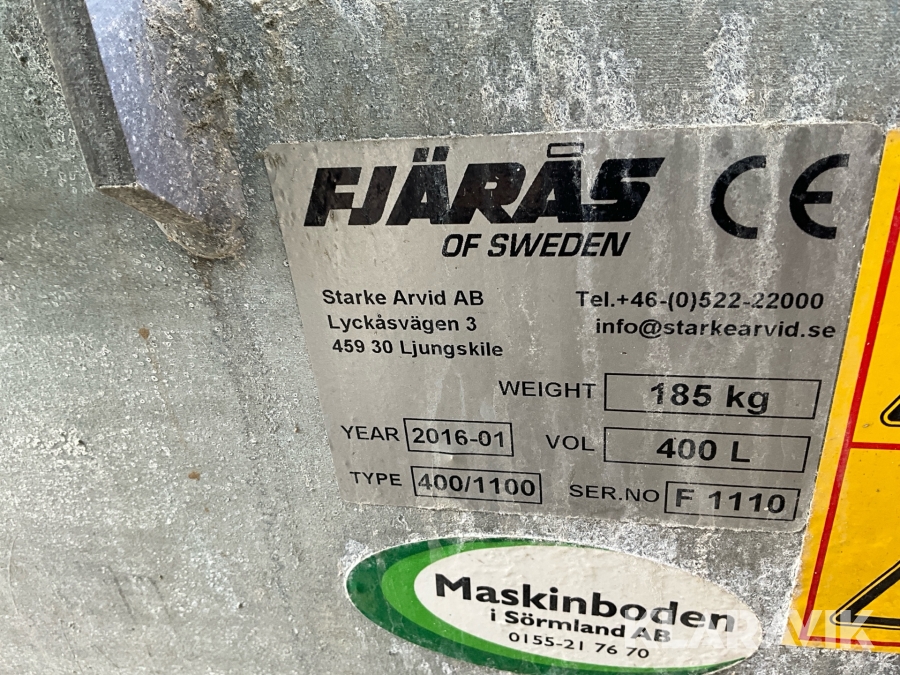 FJÄRÅS
OF SWEDEN
CE
Starke Arvid AB
Lyckåsvägen 3
459 30 Ljungskile
Tel.+46-(0)522-22000
info@starkearvid.se
WEIGHT 185 kg
YEAR 2016-01 VOL 400 L
TYPE 400/1100 SER.NO F 1110
Maskinboden
i Sörmland AB
0155-21 76 70
KLARAVIK